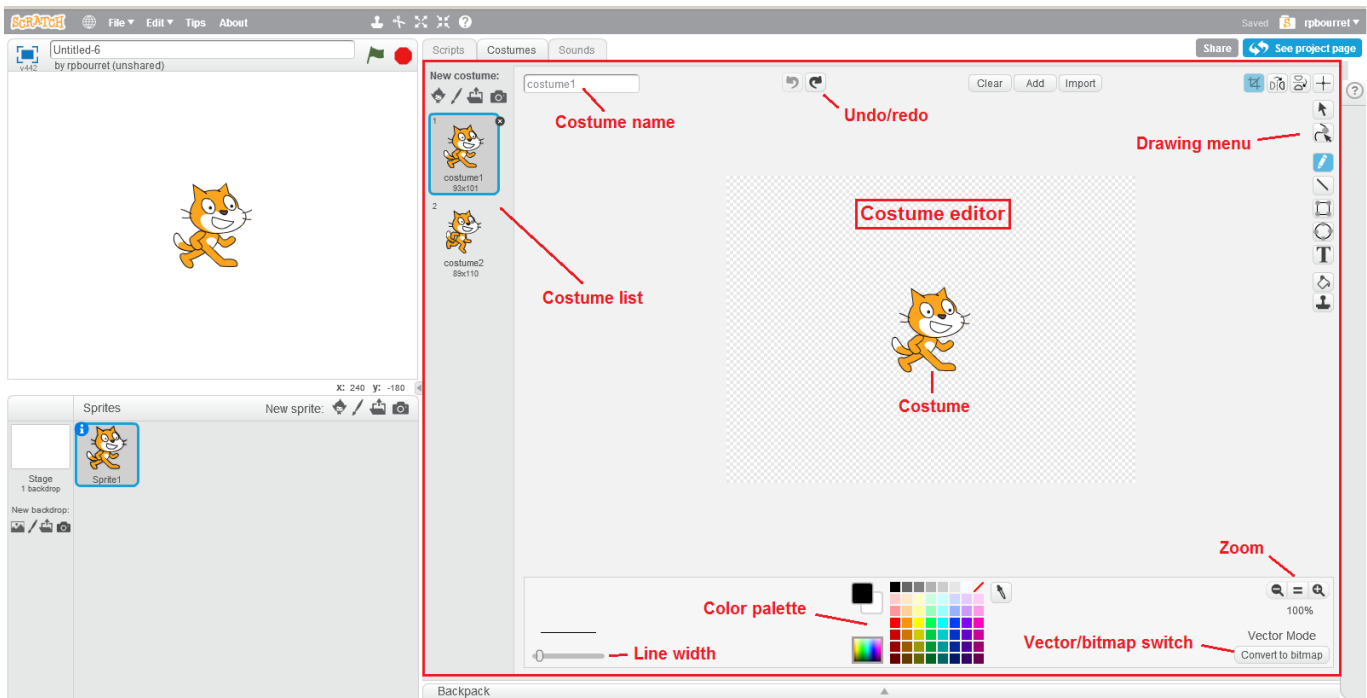 SCRATCH File ▾ Edit ▾ Tips About Saved S rpbourret ▾
Untitled-6
v442 by rpbourret (unshared)
Scripts Costumes Sounds
Share See project page
New costume:
costume1
Clear Add Import
Costume name
Undo/redo
Drawing menu
1
costume1
93x101
2
costume2
89x110
Costume editor
Costume list
Costume
T
?
x: 240 y: -180
Sprites New sprite:
Stage
1 backdrop
Sprite1
New backdrop:
Zoom
100%
Color palette
Vector/bitmap switch
Vector Mode
Convert to bitmap
Line width
Backpack